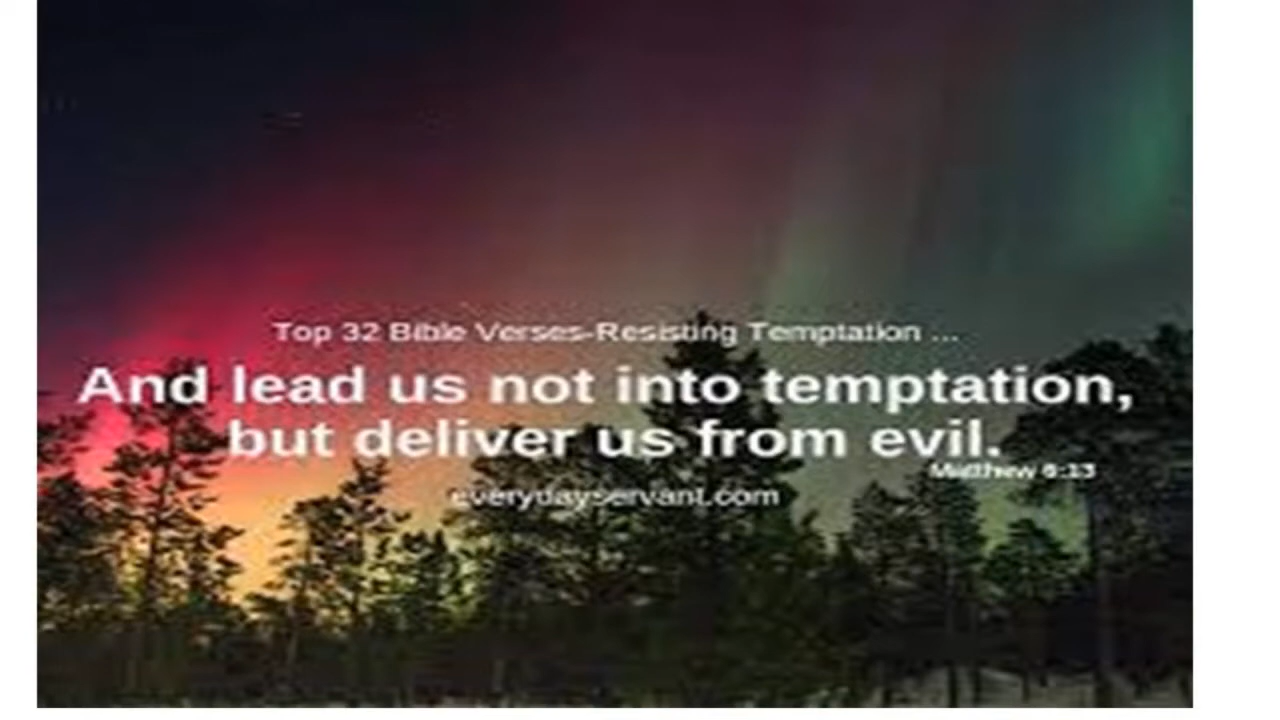 Top 32 Bible Verses-Resisting Temptation ...
And lead us not into temptation,
but deliver us from evil.
Matthew 6:13
everydayservant.com